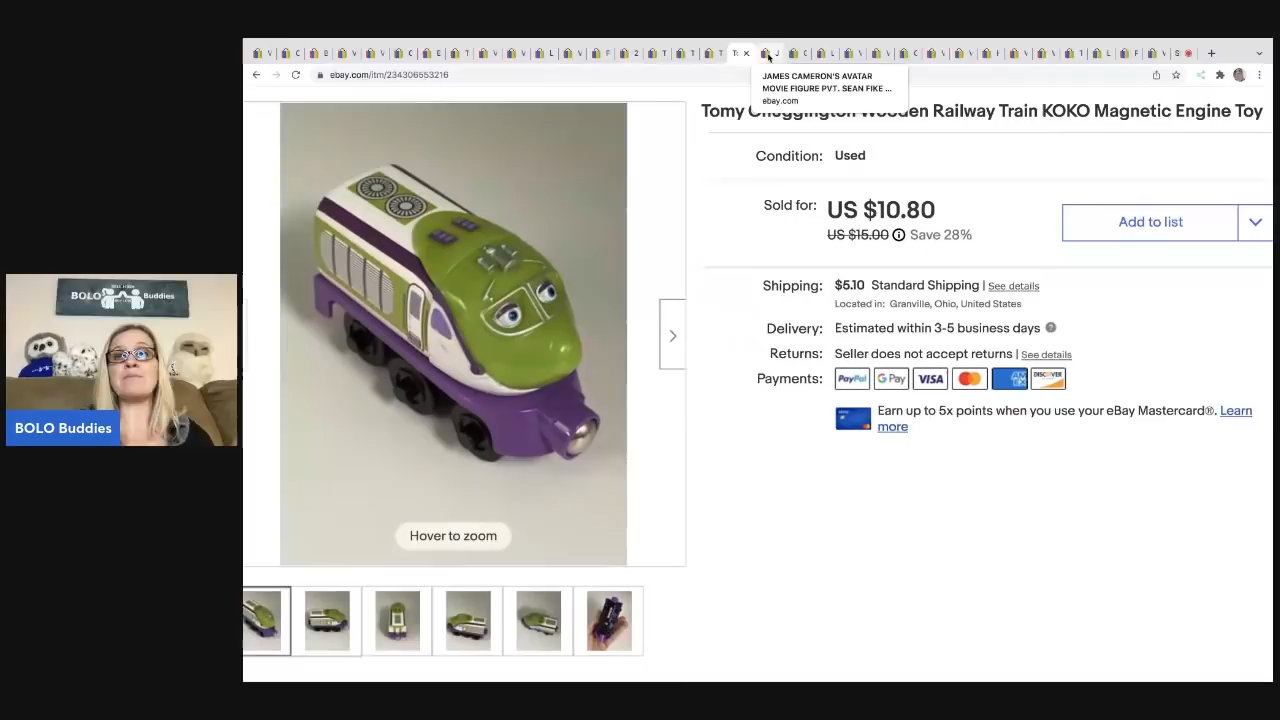 ebay.com/itm/234306553216
JAMES CAMERON'S AVATAR
MOVIE FIGURE PVT. SEAN FIKE ...
ebay.com
Tomy Chuggington Wooden Railway Train KOKO Magnetic Engine Toy
Condition: Used
Sold for: US $10.80
US $15.00 Save 28%
Add to list
Shipping: $5.10 Standard Shipping | See details
Located in: Granville, Ohio, United States
Delivery: Estimated within 3-5 business days
Returns: Seller does not accept returns | See details
Payments: PayPal G Pay VISA MasterCard AMEX DISCOVER
Earn up to 5x points when you use your eBay Mastercard®. Learn
more
Hover to zoom
BOLO Buddies
BOLO Buddies